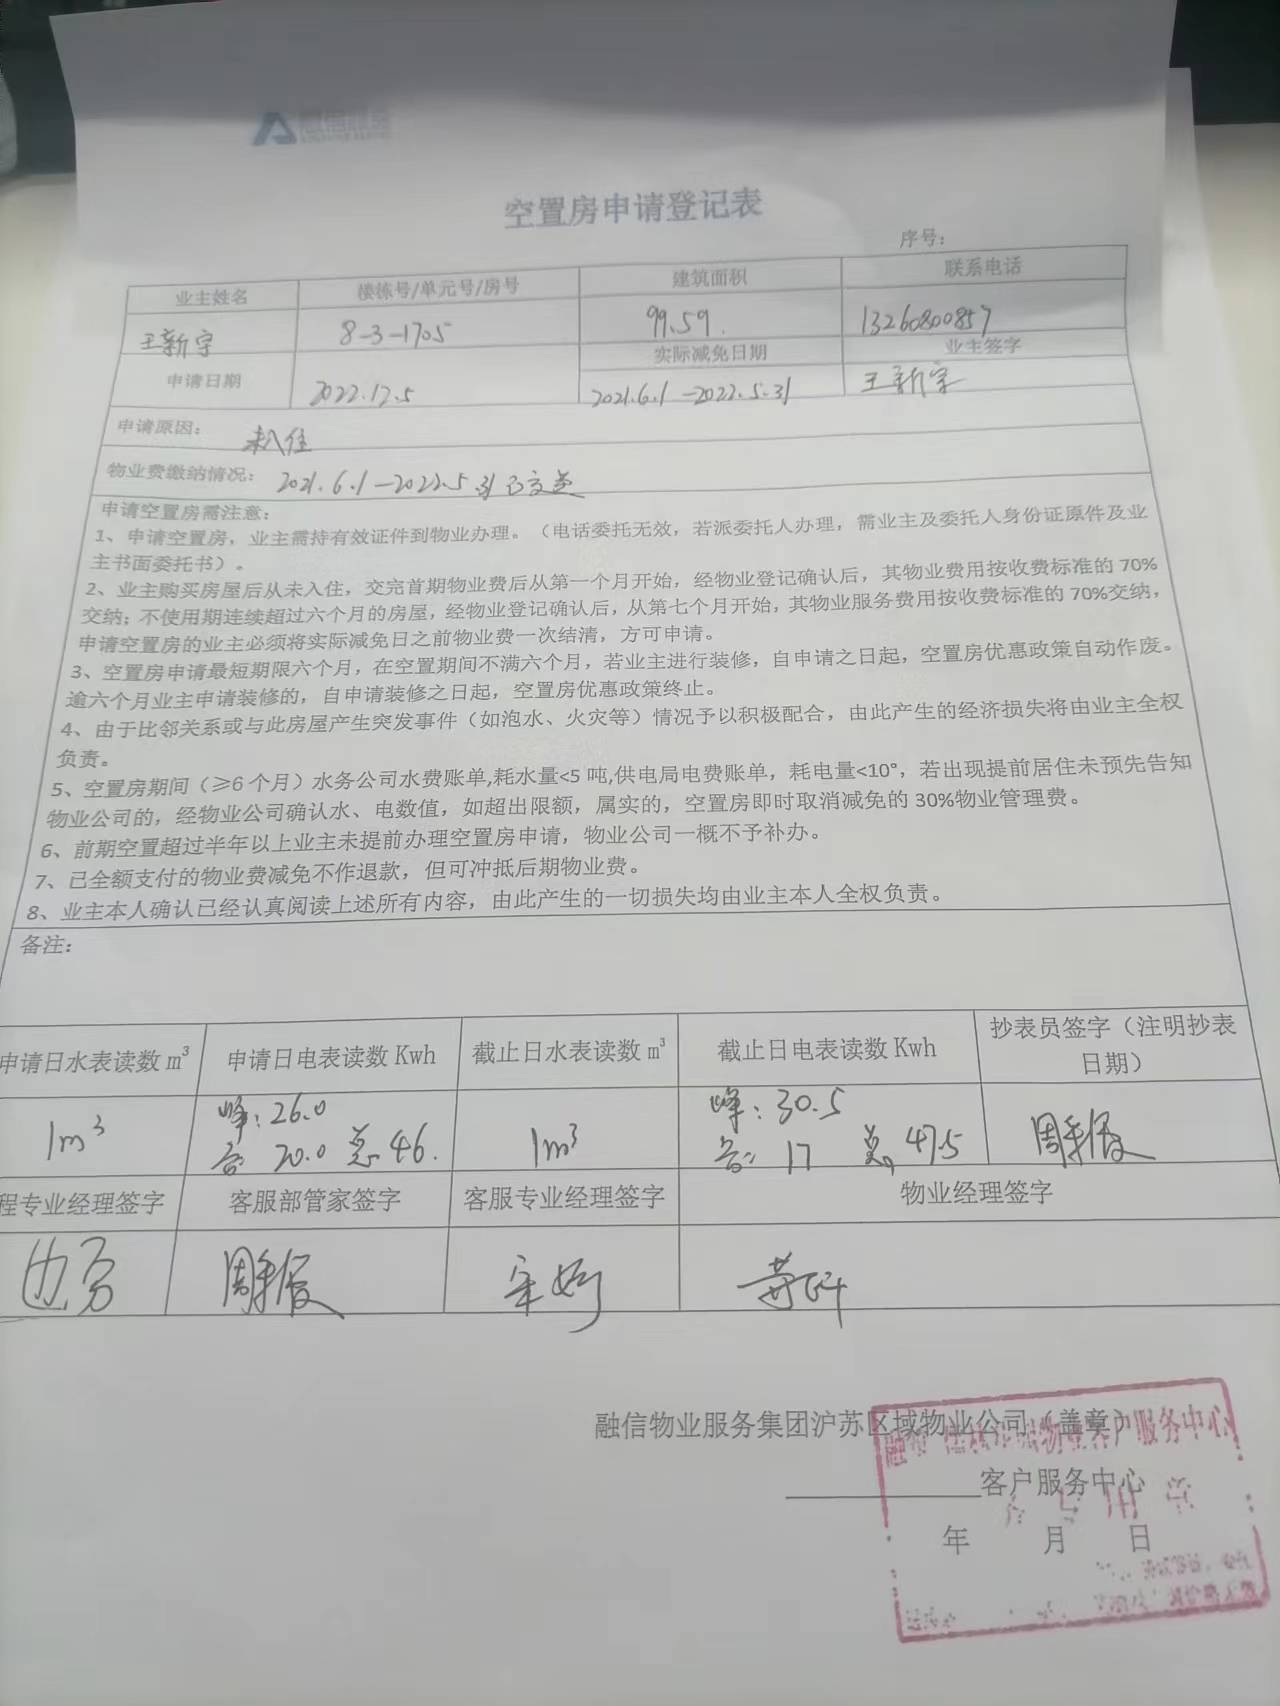 空置房申请登记表
序号：
业主姓名 楼栋号/单元号/房号 建筑面积 联系电话
王新宇 8-3-1705 99.59. 13260800857
申请日期 2022.12.5 实际减免日期 业主签字
2021.6.1-2022.5.31 王新宇
申请原因： 未入住
物业费缴纳情况： 2021.6.1-2022.5.31已交
申请空置房需注意：
1、申请空置房，业主需持有效证件到物业办理。（电话委托无效，若派委托人办理，需业主及委托人身份证原件及业
主书面委托书）。
2、业主购买房屋后从未入住，交完首期物业费后从第一个月开始，经物业登记确认后，其物业费用按收费标准的70%
交纳；不使用期连续超过六个月的房屋，经物业登记确认后，从第七个月开始，其物业服务费用按收费标准的70%交纳，
申请空置房的业主必须将实际减免日之前物业费一次结清，方可申请。
3、空置房申请最短期限六个月，在空置期间不满六个月，若业主进行装修，自申请之日起，空置房优惠政策自动作废。
逾六个月业主申请装修的，自申请装修之日起，空置房优惠政策终止。
4、由于比邻关系或与此房屋产生突发事件（如泡水、火灾等）情况予以积极配合，由此产生的经济损失将由业主全权
负责。
5、空置房期间（≥6个月）水务公司水费账单,耗水量<5吨,供电局电费账单，耗电量<10°，若出现提前居住未预先告知
物业公司的，经物业公司确认水、电数值，如超出限额，属实的，空置房即时取消减免的30%物业管理费。
6、前期空置超过半年以上业主未提前办理空置房申请，物业公司一概不予补办。
7、已全额支付的物业费减免不作退款，但可冲抵后期物业费。
8、业主本人确认已经认真阅读上述所有内容，由此产生的一切损失均由业主本人全权负责。
备注：
申请日水表读数m³ 申请日电表读数Kwh 截止日水表读数m³ 截止日电表读数Kwh 抄表员签字（注明抄表
日期）
1m³ 峰：26.0 1m³ 峰：30.5
谷 20.0 总 46. 谷： 17 总 47.5
程专业经理签字 客服部管家签字 客服专业经理签字 物业经理签字
融信物业服务集团沪苏区域物业公司（盖章）
客户服务中心
年 月 日